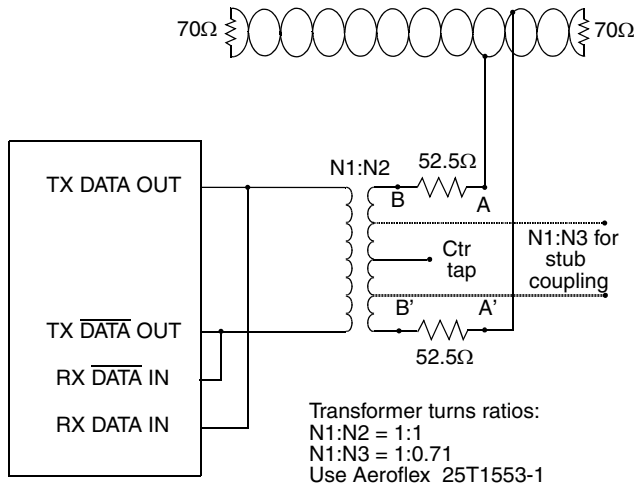 70Ω
70Ω
N1:N2
52.5Ω
TX DATA OUT
B
A
Ctr
tap
N1:N3 for
stub
coupling
B'
A'
TX D̅A̅T̅A̅ OUT
52.5Ω
RX D̅A̅T̅A̅ IN
RX DATA IN
Transformer turns ratios:
N1:N2 = 1:1
N1:N3 = 1:0.71
Use Aeroflex 25T1553-1